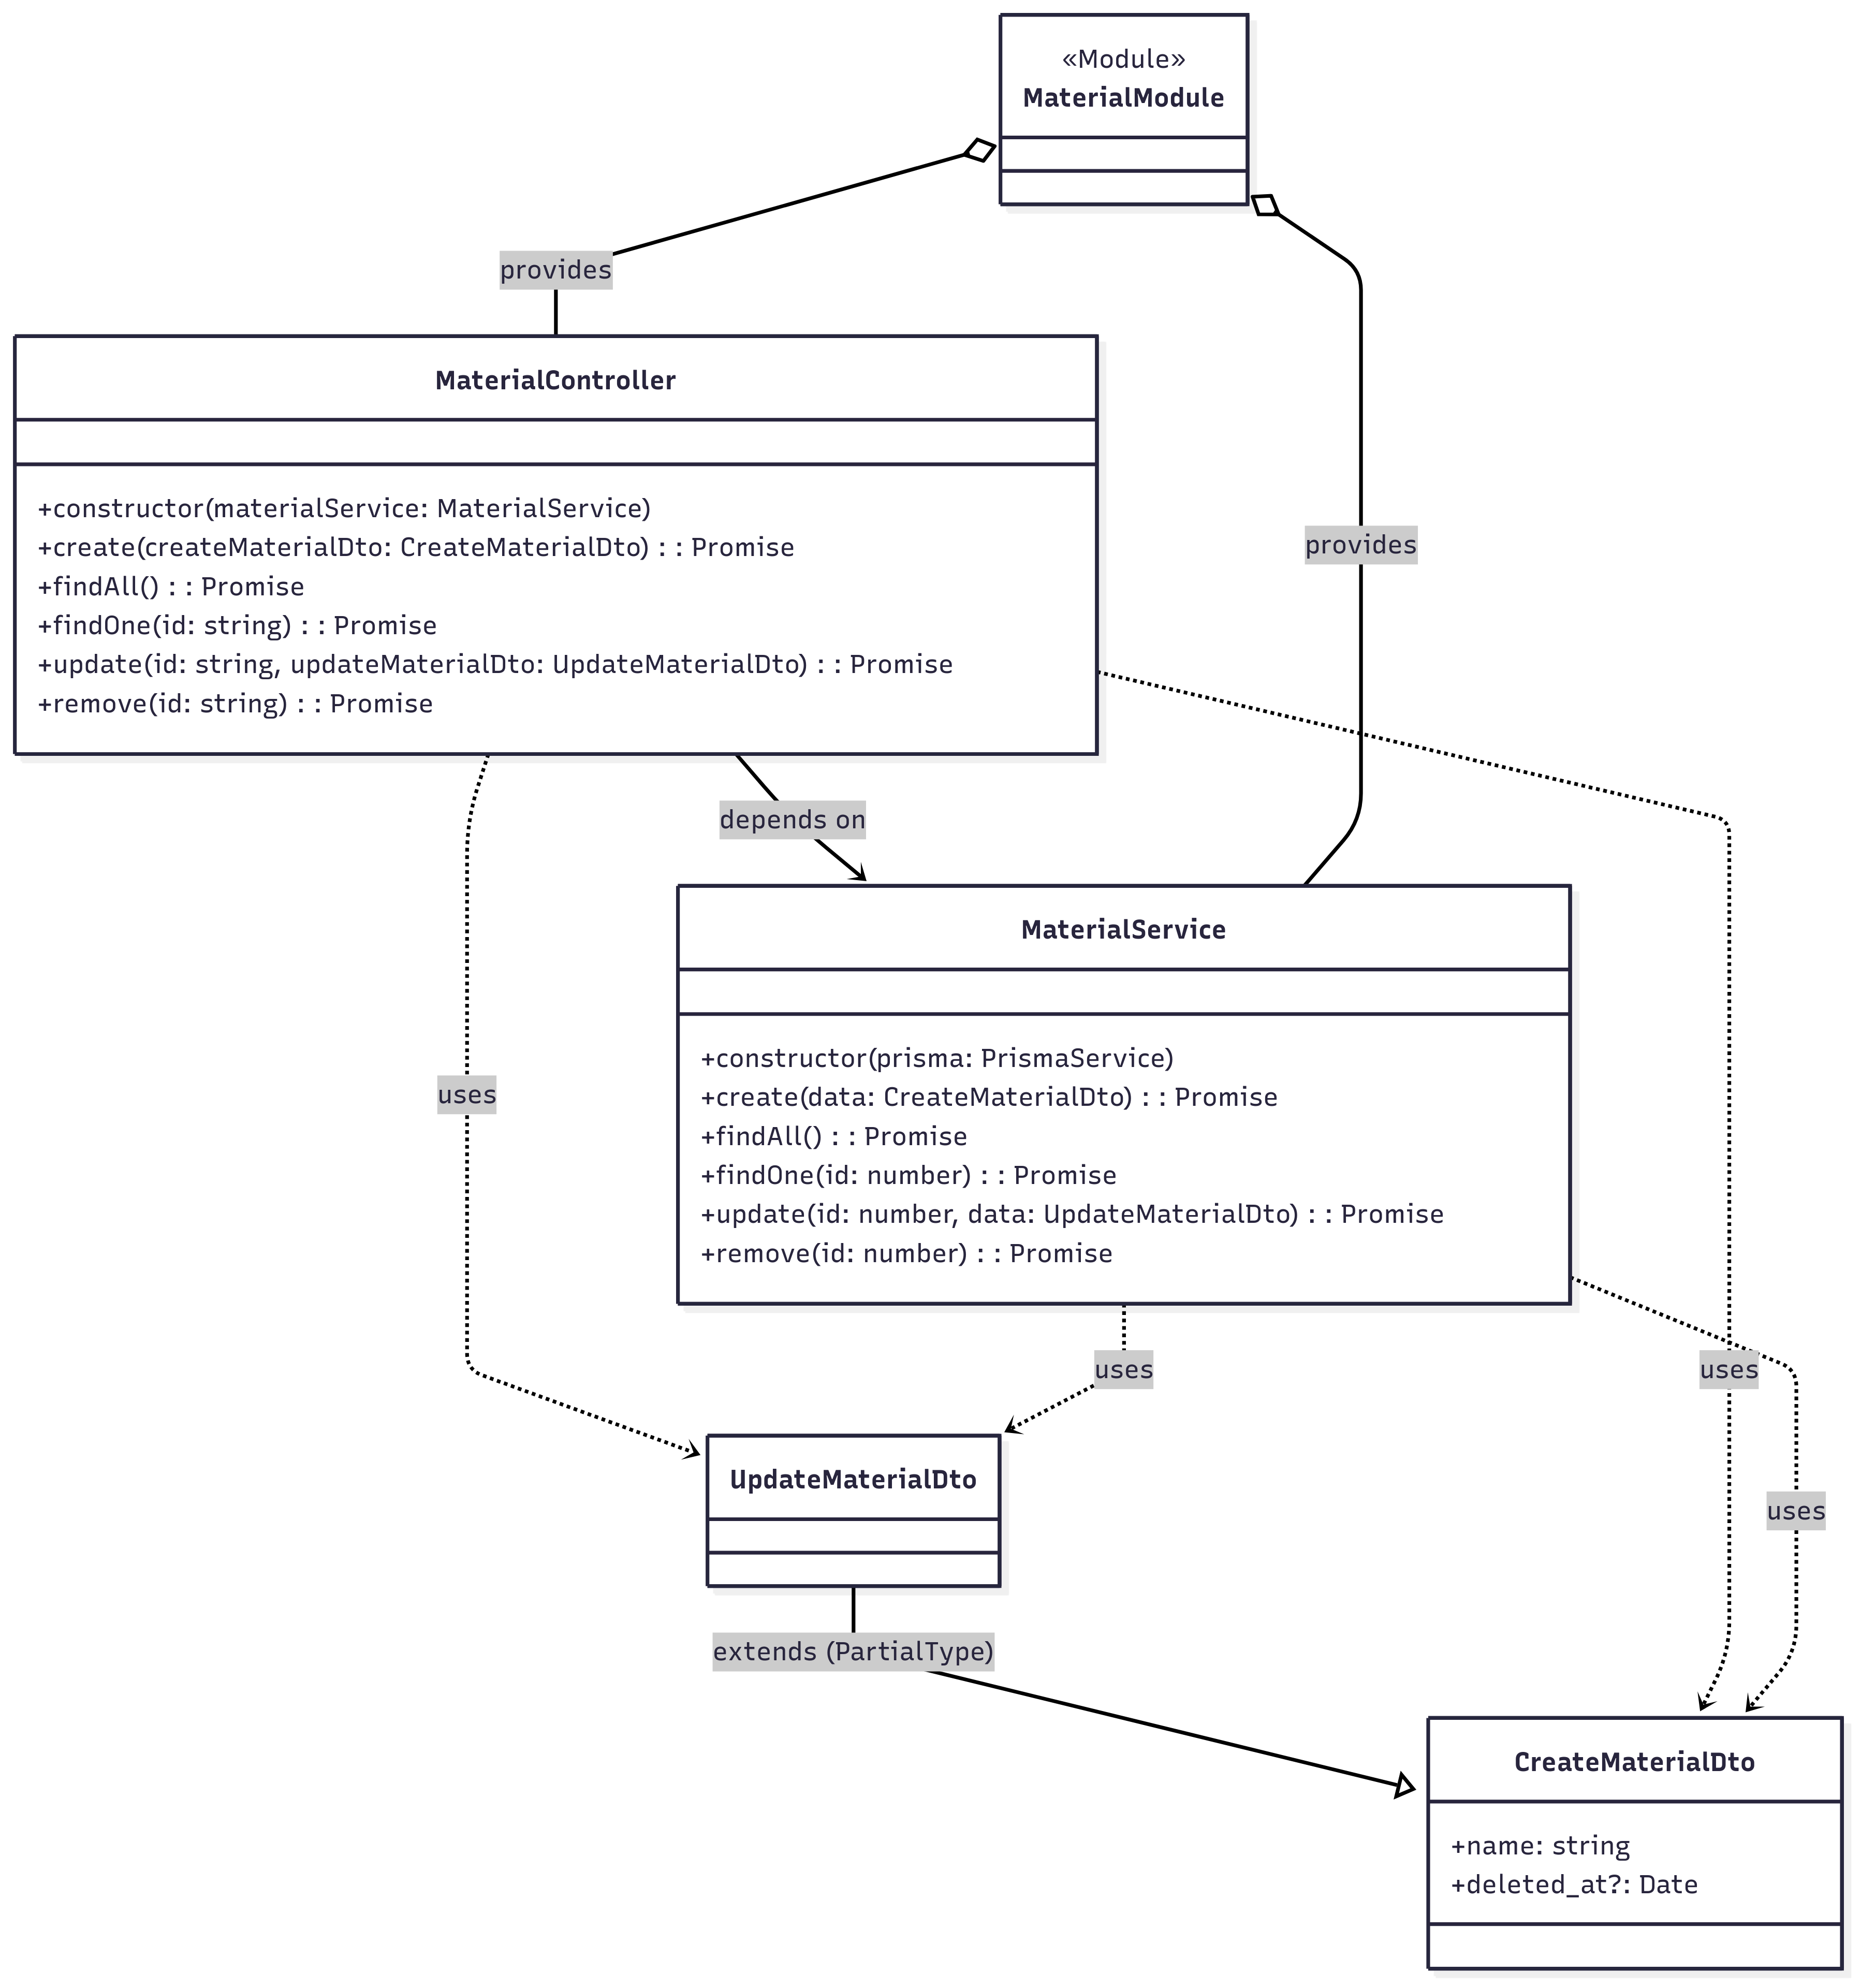 «Module»
MaterialModule
provides
MaterialController
+constructor(materialService: MaterialService)
+create(createMaterialDto: CreateMaterialDto) : : Promise
+findAll() : : Promise
+findOne(id: string) : : Promise
+update(id: string, updateMaterialDto: UpdateMaterialDto) : : Promise
+remove(id: string) : : Promise
provides
depends on
MaterialService
+constructor(prisma: PrismaService)
+create(data: CreateMaterialDto) : : Promise
+findAll() : : Promise
+findOne(id: number) : : Promise
+update(id: number, data: UpdateMaterialDto) : : Promise
+remove(id: number) : : Promise
uses
uses
uses
uses
UpdateMaterialDto
extends (PartialType)
CreateMaterialDto
+name: string
+deleted_at?: Date